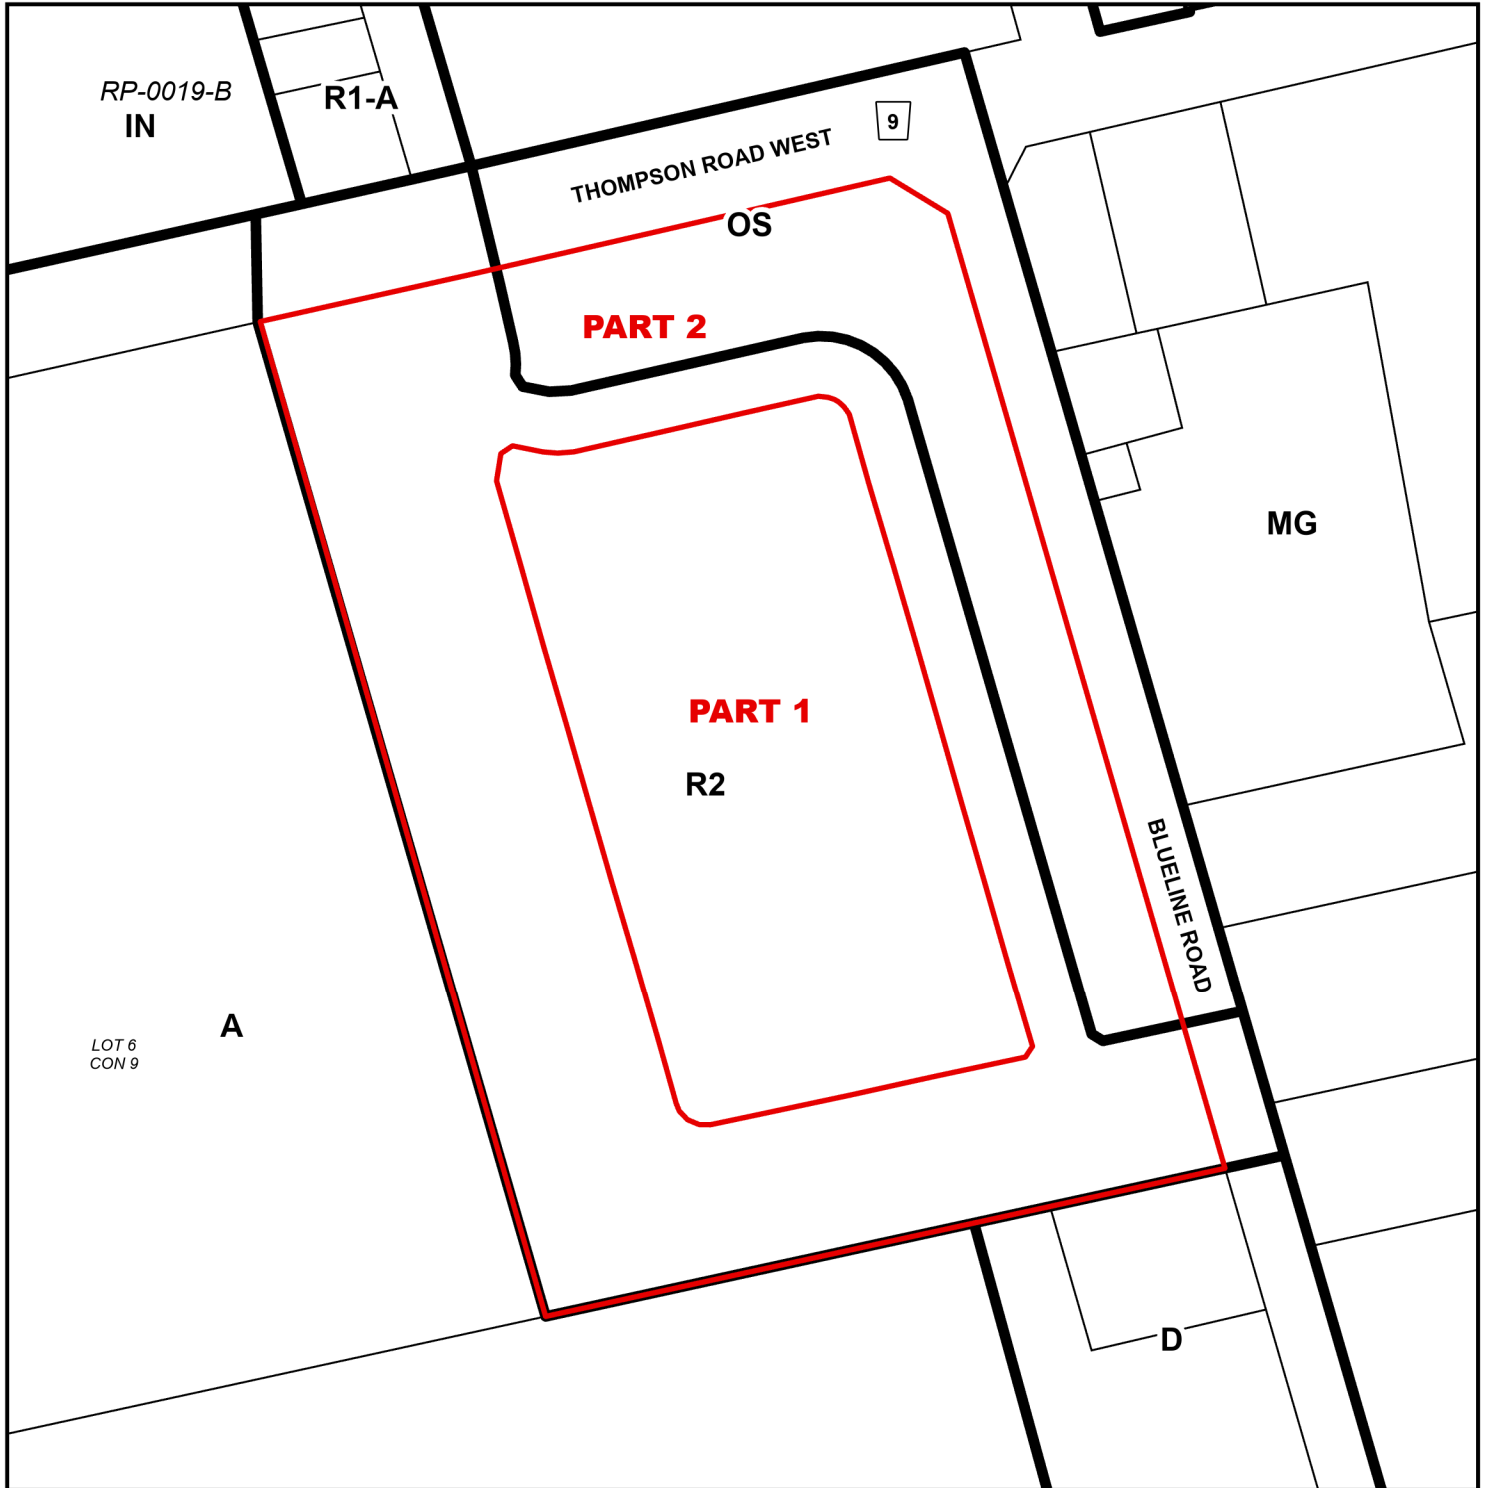 RP-0019-B
IN
R1-A
9
THOMPSON ROAD WEST
OS
PART 2
MG
PART 1
R2
BLUELINE ROAD
A
LOT 6
CON 9
D